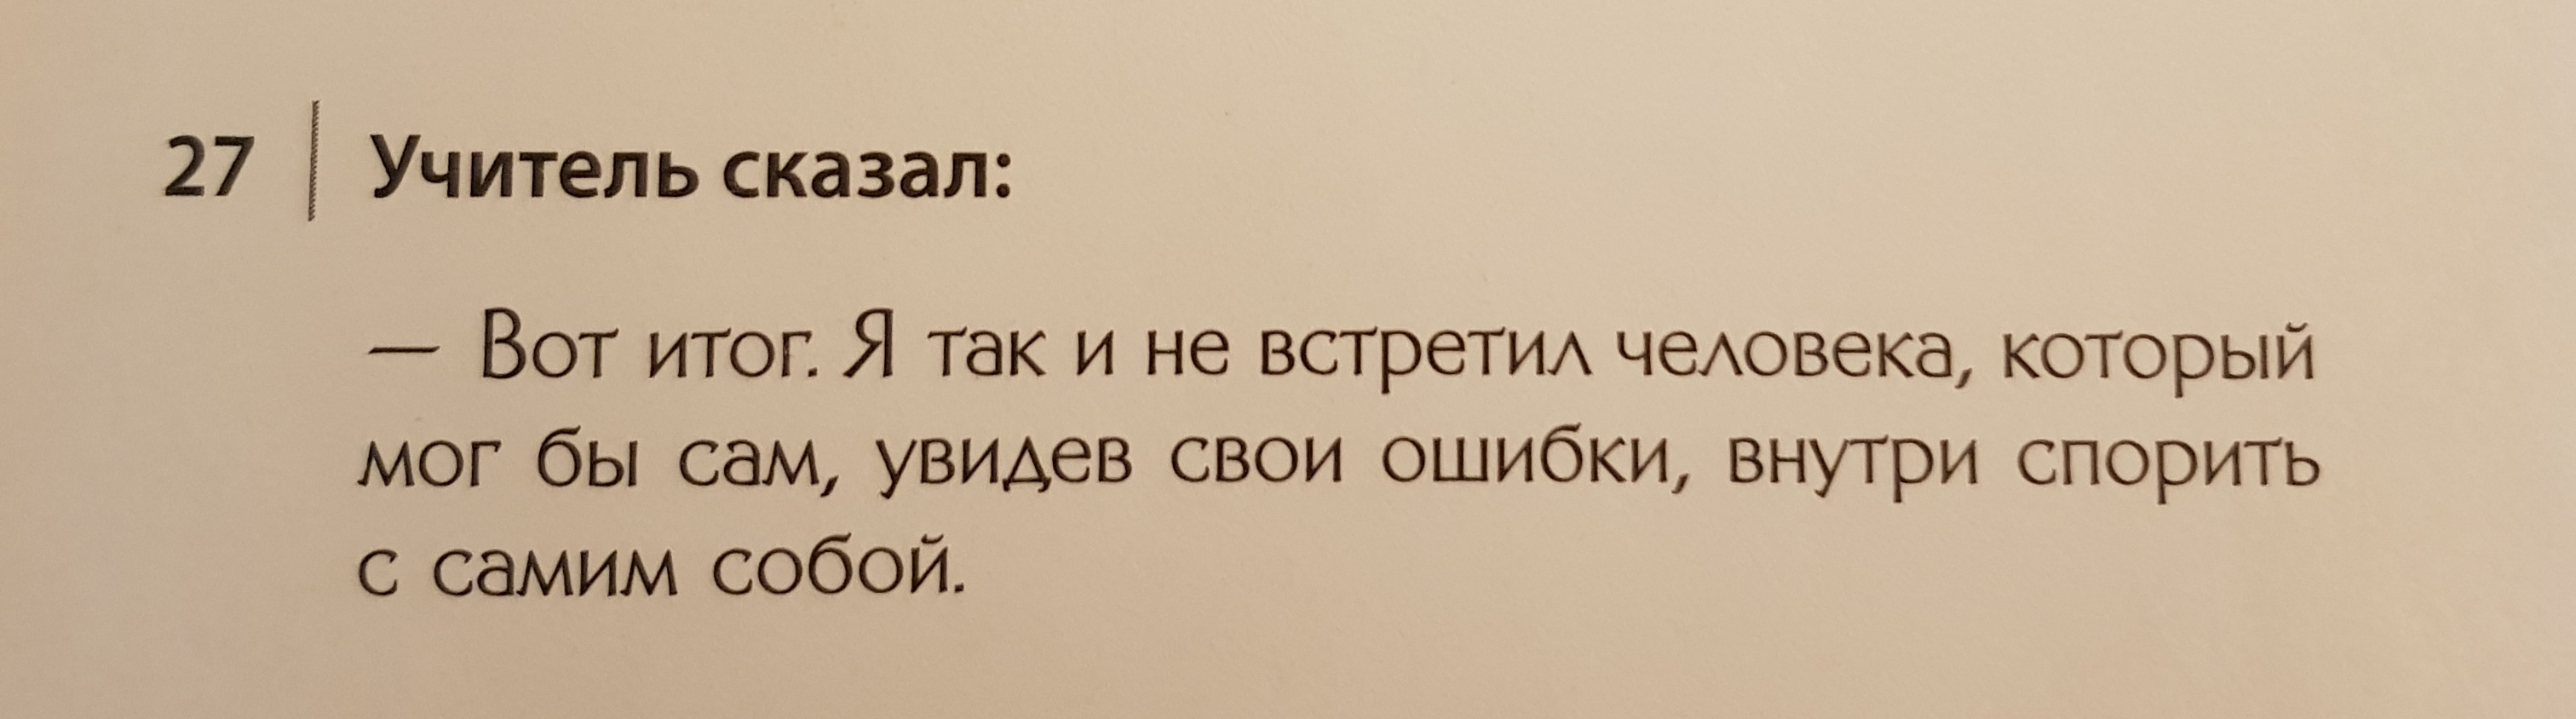 27 | Учитель сказал:
— Вот итог. Я так и не встретил человека, который
мог бы сам, увидев свои ошибки, внутри спорить
с самим собой.